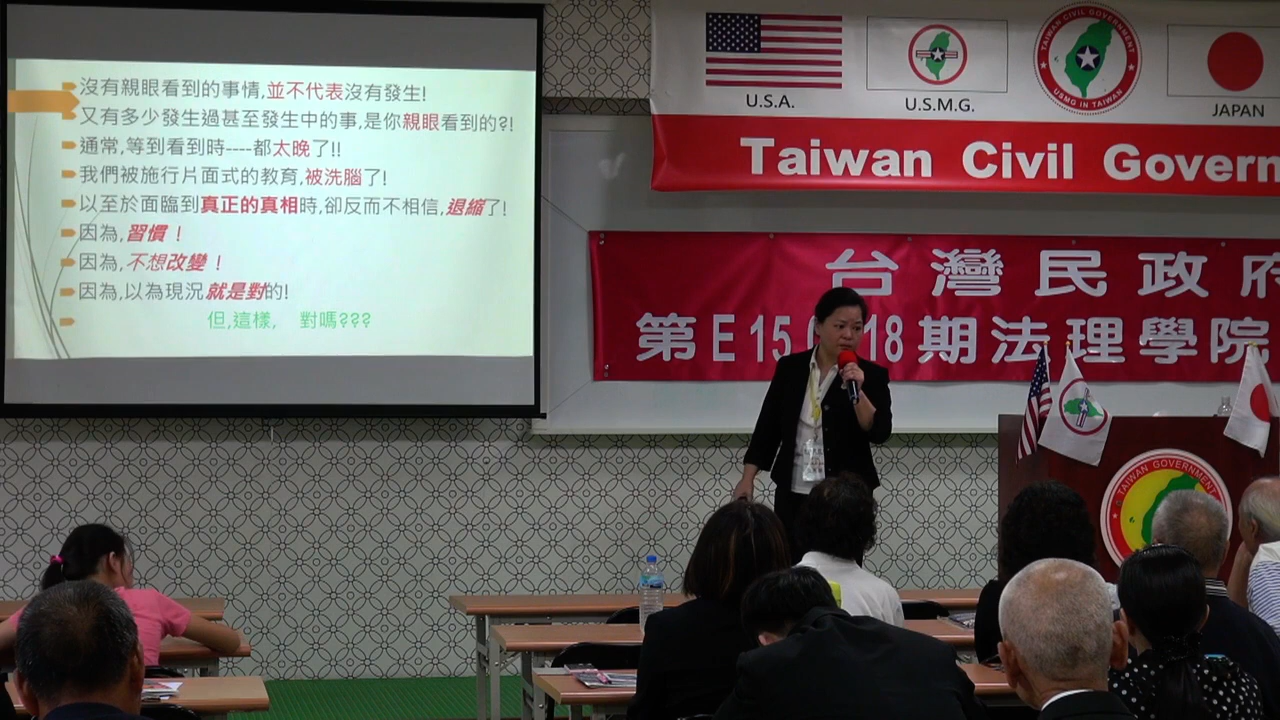 沒有親眼看到的事情,並不代表沒有發生!
又有多少發生過甚至發生中的事,是你親眼看到的?!
通常,等到看到時----都太晚了!!
我們被施行片面式的教育,被洗腦了!
以至於面臨到真正的真相時,卻反而不相信,退縮了!
因為,習慣!
因為,不想改變!
因為,以為現況就是對的!
但,這樣, 對嗎???
U.S.A.
U.S.M.G.
TAIWAN CIVIL GOVERNMENT
USMG IN TAIWAN
JAPAN
Taiwan Civil Govern
台灣民政府
第E15 18期法理學院
TAIWAN GOVERNMENT